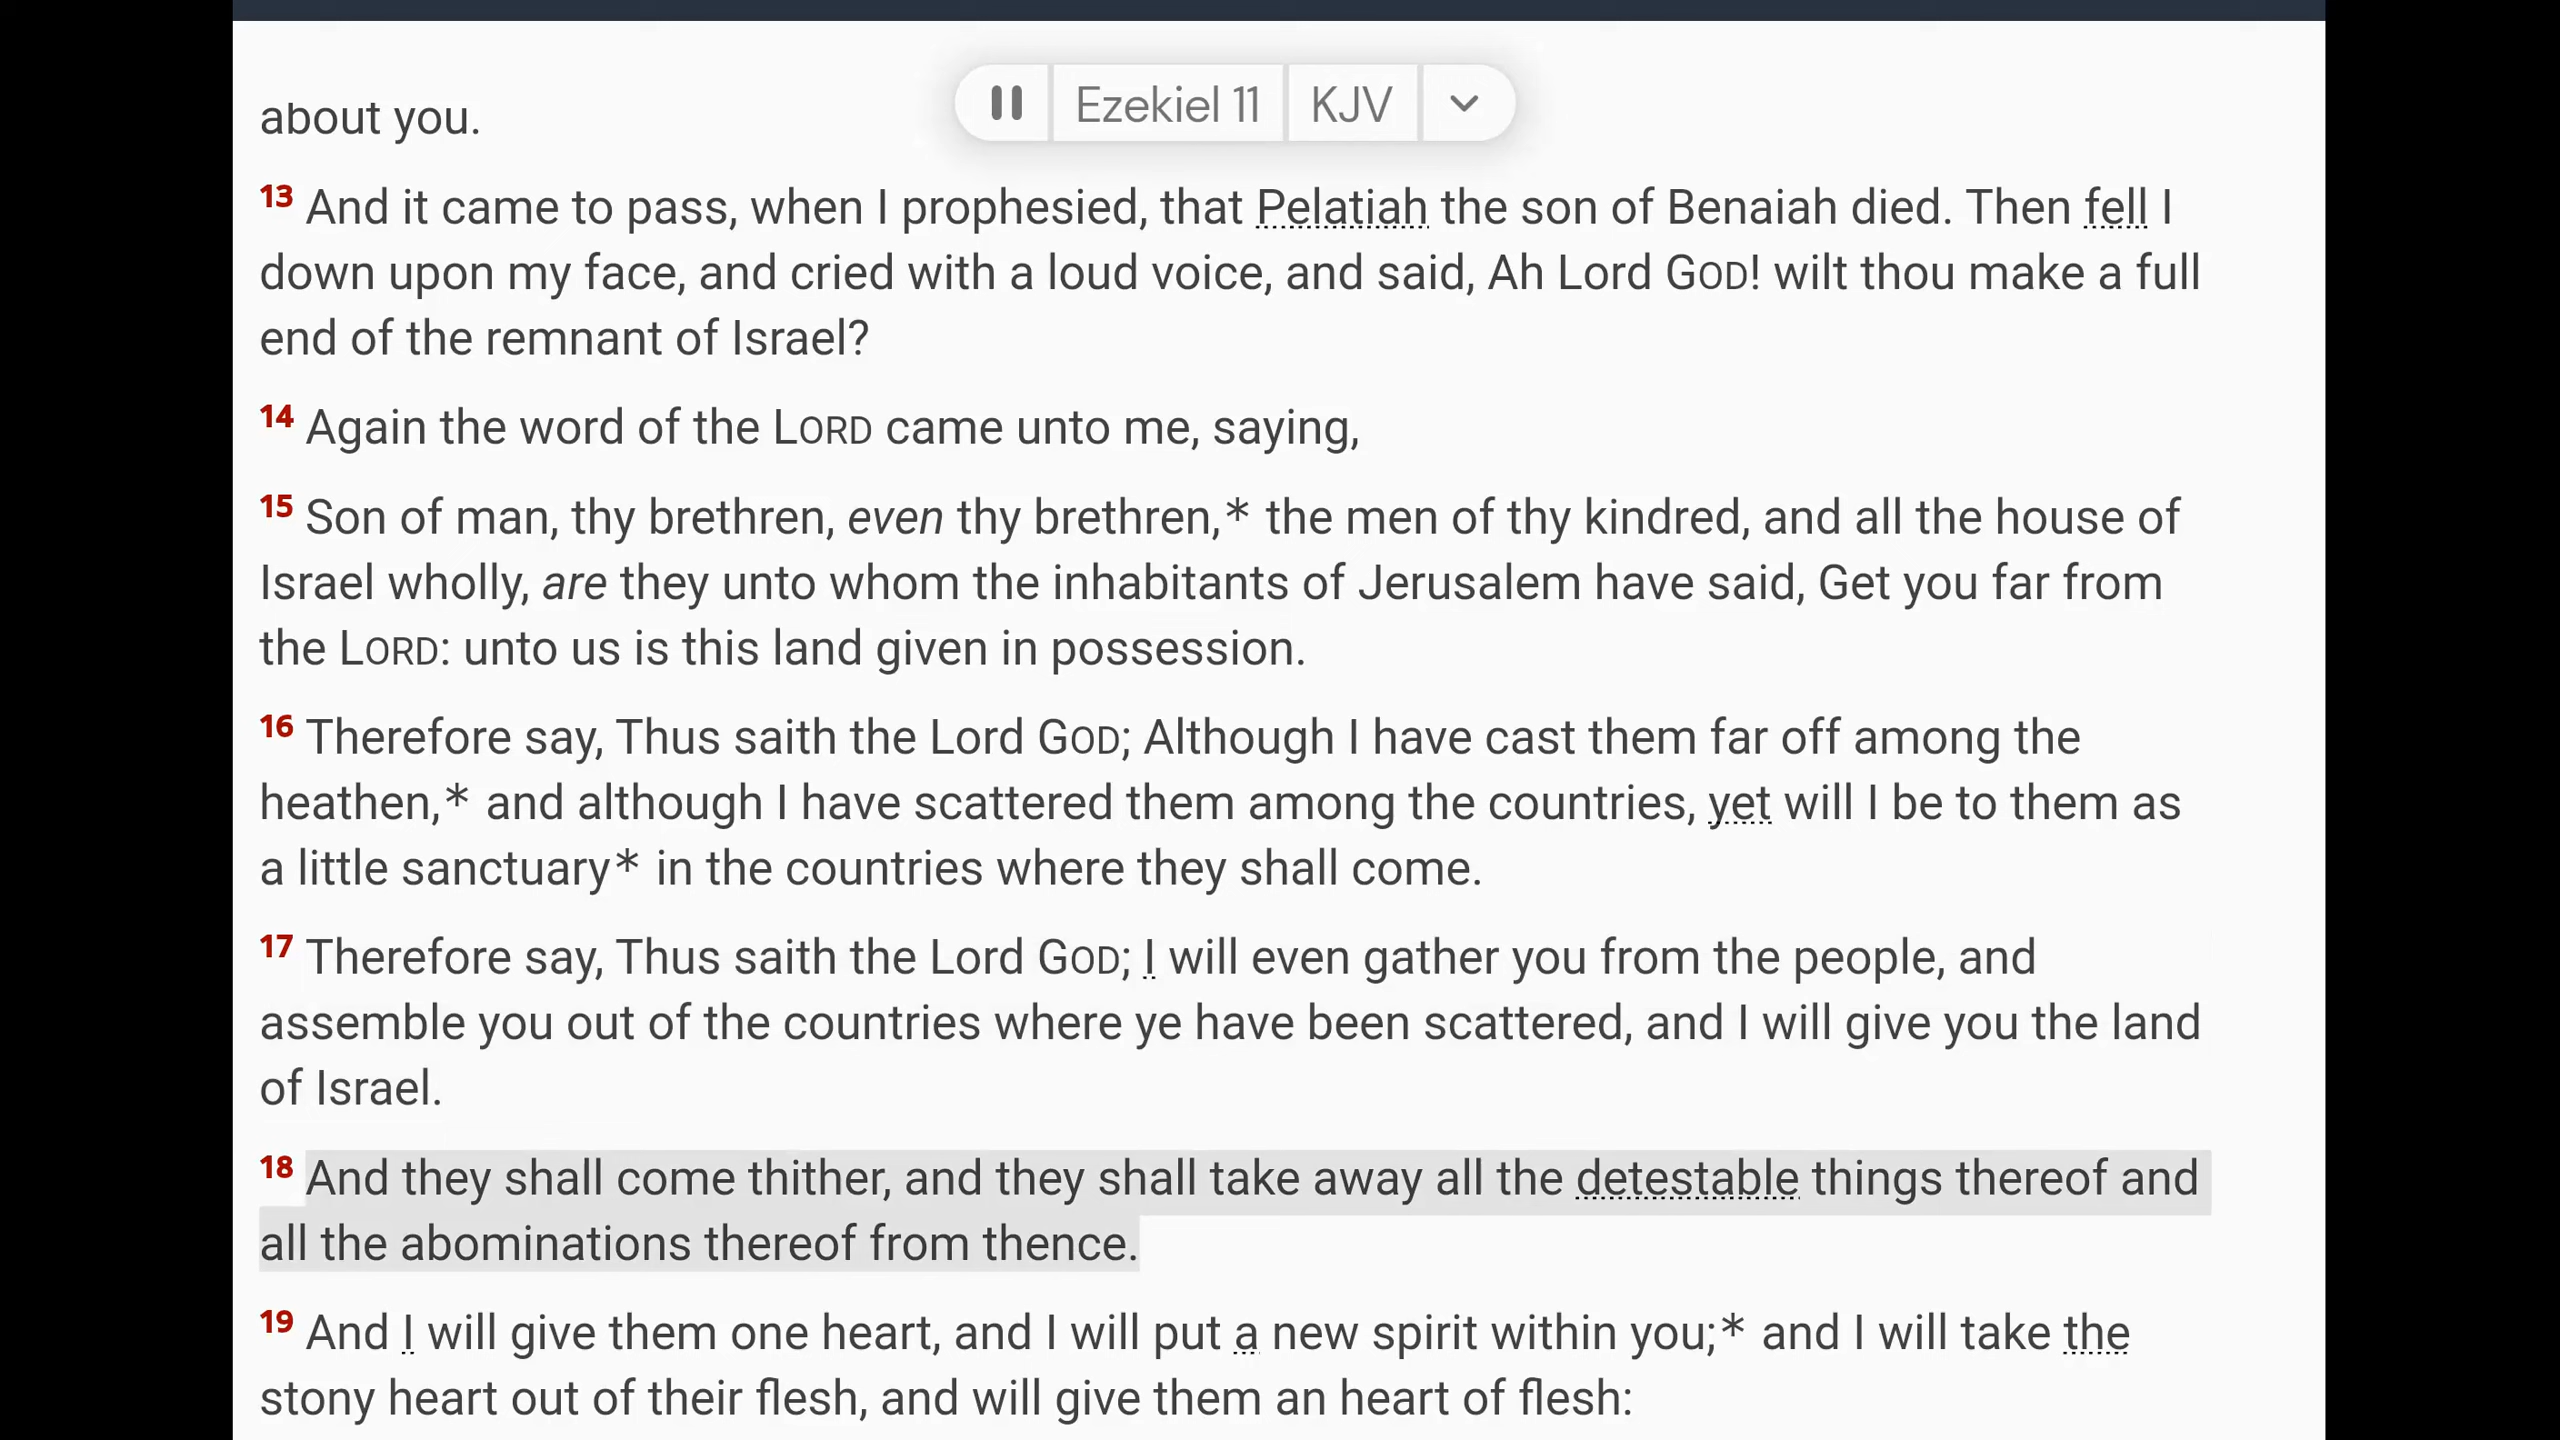 about you.
Ezekiel 11 KJV
13 And it came to pass, when I prophesied, that Pelatiah the son of Benaiah died. Then fell I
down upon my face, and cried with a loud voice, and said, Ah Lord GOD! wilt thou make a full
end of the remnant of Israel?
14 Again the word of the LORD came unto me, saying,
15 Son of man, thy brethren, even thy brethren,* the men of thy kindred, and all the house of
Israel wholly, are they unto whom the inhabitants of Jerusalem have said, Get you far from
the LORD: unto us is this land given in possession.
16 Therefore say, Thus saith the Lord GOD; Although I have cast them far off among the
heathen,* and although I have scattered them among the countries, yet will I be to them as
a little sanctuary* in the countries where they shall come.
17 Therefore say, Thus saith the Lord GOD; I will even gather you from the people, and
assemble you out of the countries where ye have been scattered, and I will give you the land
of Israel.
18 And they shall come thither, and they shall take away all the detestable things thereof and
all the abominations thereof from thence.
19 And I will give them one heart, and I will put a new spirit within you;* and I will take the
stony heart out of their flesh, and will give them an heart of flesh: